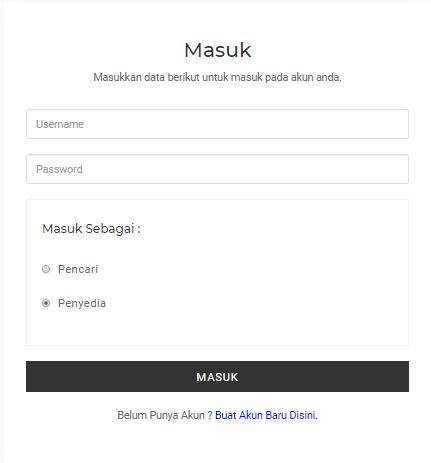 Masuk
Masukkan data berikut untuk masuk pada akun anda.
Username
Password
Masuk Sebagai :
Pencari
Penyedia
MASUK
Belum Punya Akun ? Buat Akun Baru Disini.